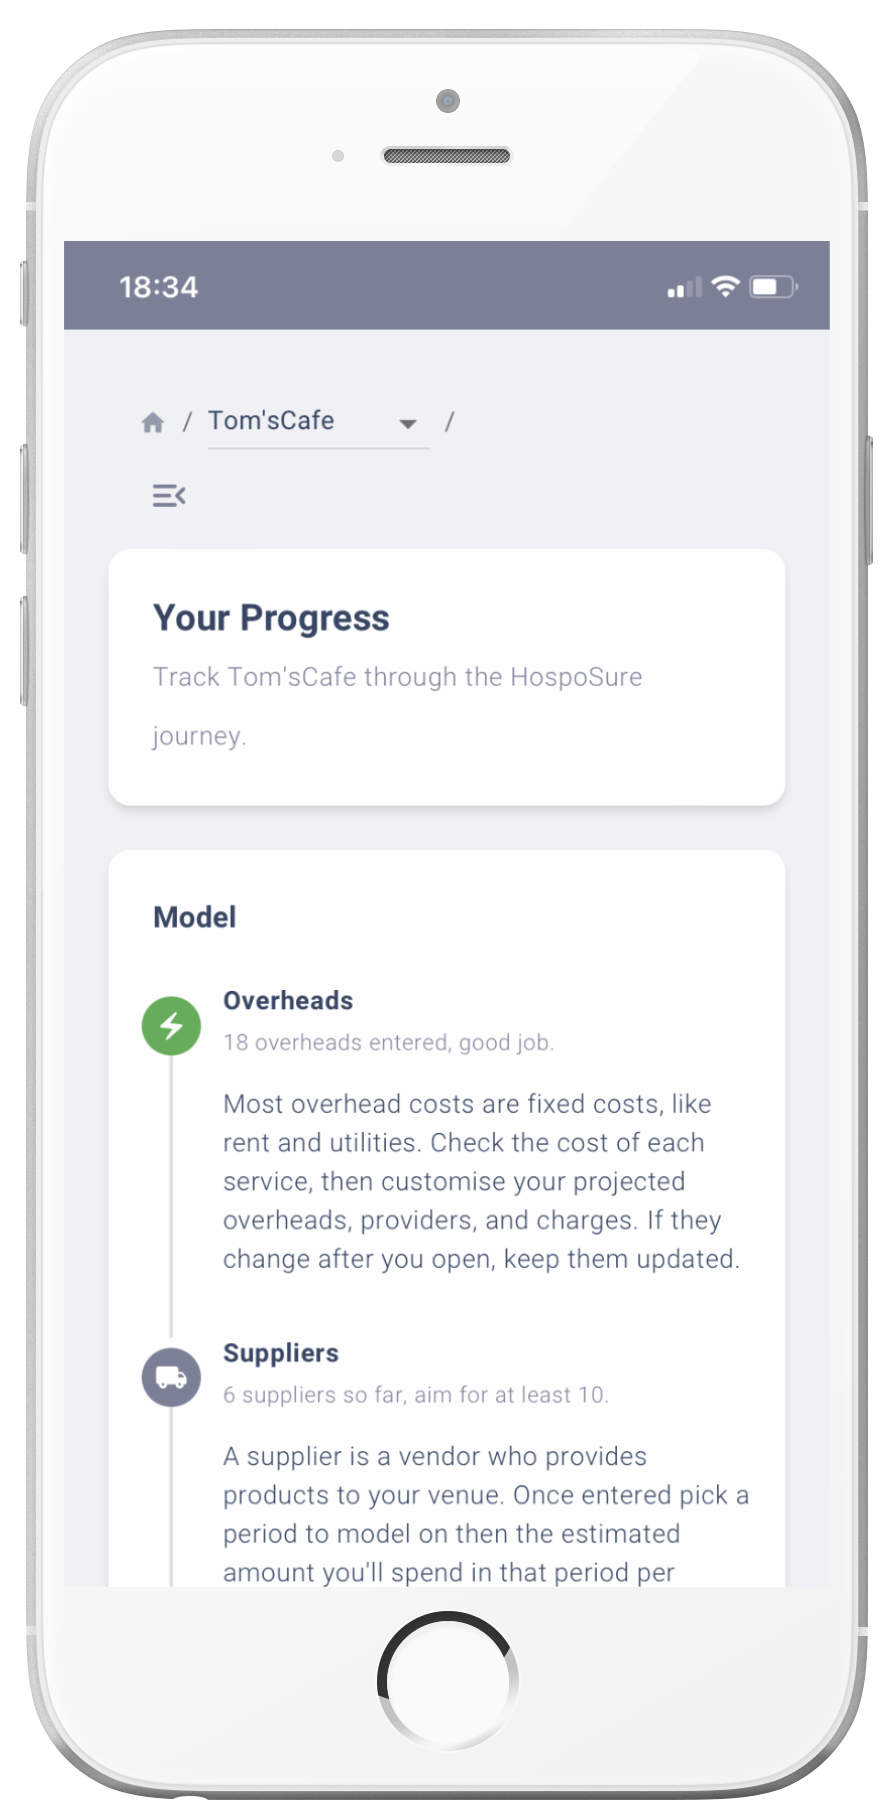 18:34
/ Tom'sCafe /
Your Progress
Track Tom'sCafe through the HospoSure
journey.
Model
Overheads
18 overheads entered, good job.
Most overhead costs are fixed costs, like
rent and utilities. Check the cost of each
service, then customise your projected
overheads, providers, and charges. If they
change after you open, keep them updated.
Suppliers
6 suppliers so far, aim for at least 10.
A supplier is a vendor who provides
products to your venue. Once entered pick a
period to model on then the estimated
amount you'll spend in that period per